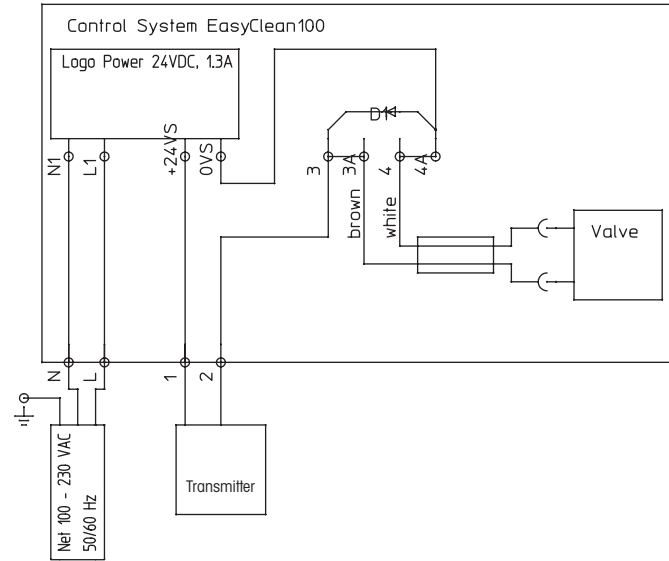 Control System EasyClean100
Logo Power 24VDC, 1.3A
D1
N1
L1
+24VS
0VS
3
3A
4
4A
brown
white
Valve
N
L
1
2
Net 100 - 230 VAC
50/60 Hz
Transmitter